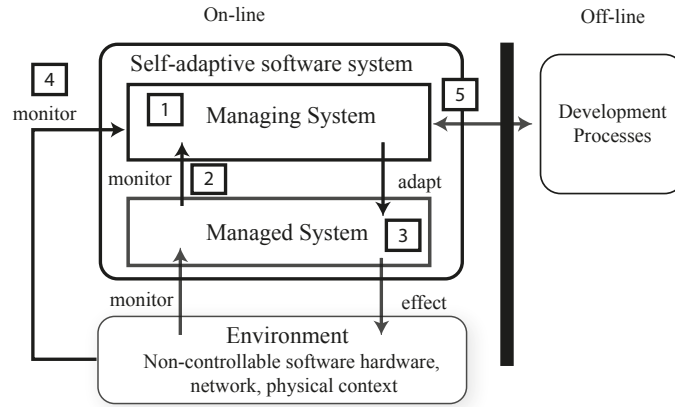 On-line
Off-line
4
monitor
Self-adaptive software system
5
1
Managing System
Development
Processes
monitor
2
adapt
Managed System
3
monitor
effect
Environment
Non-controllable software hardware,
network, physical context